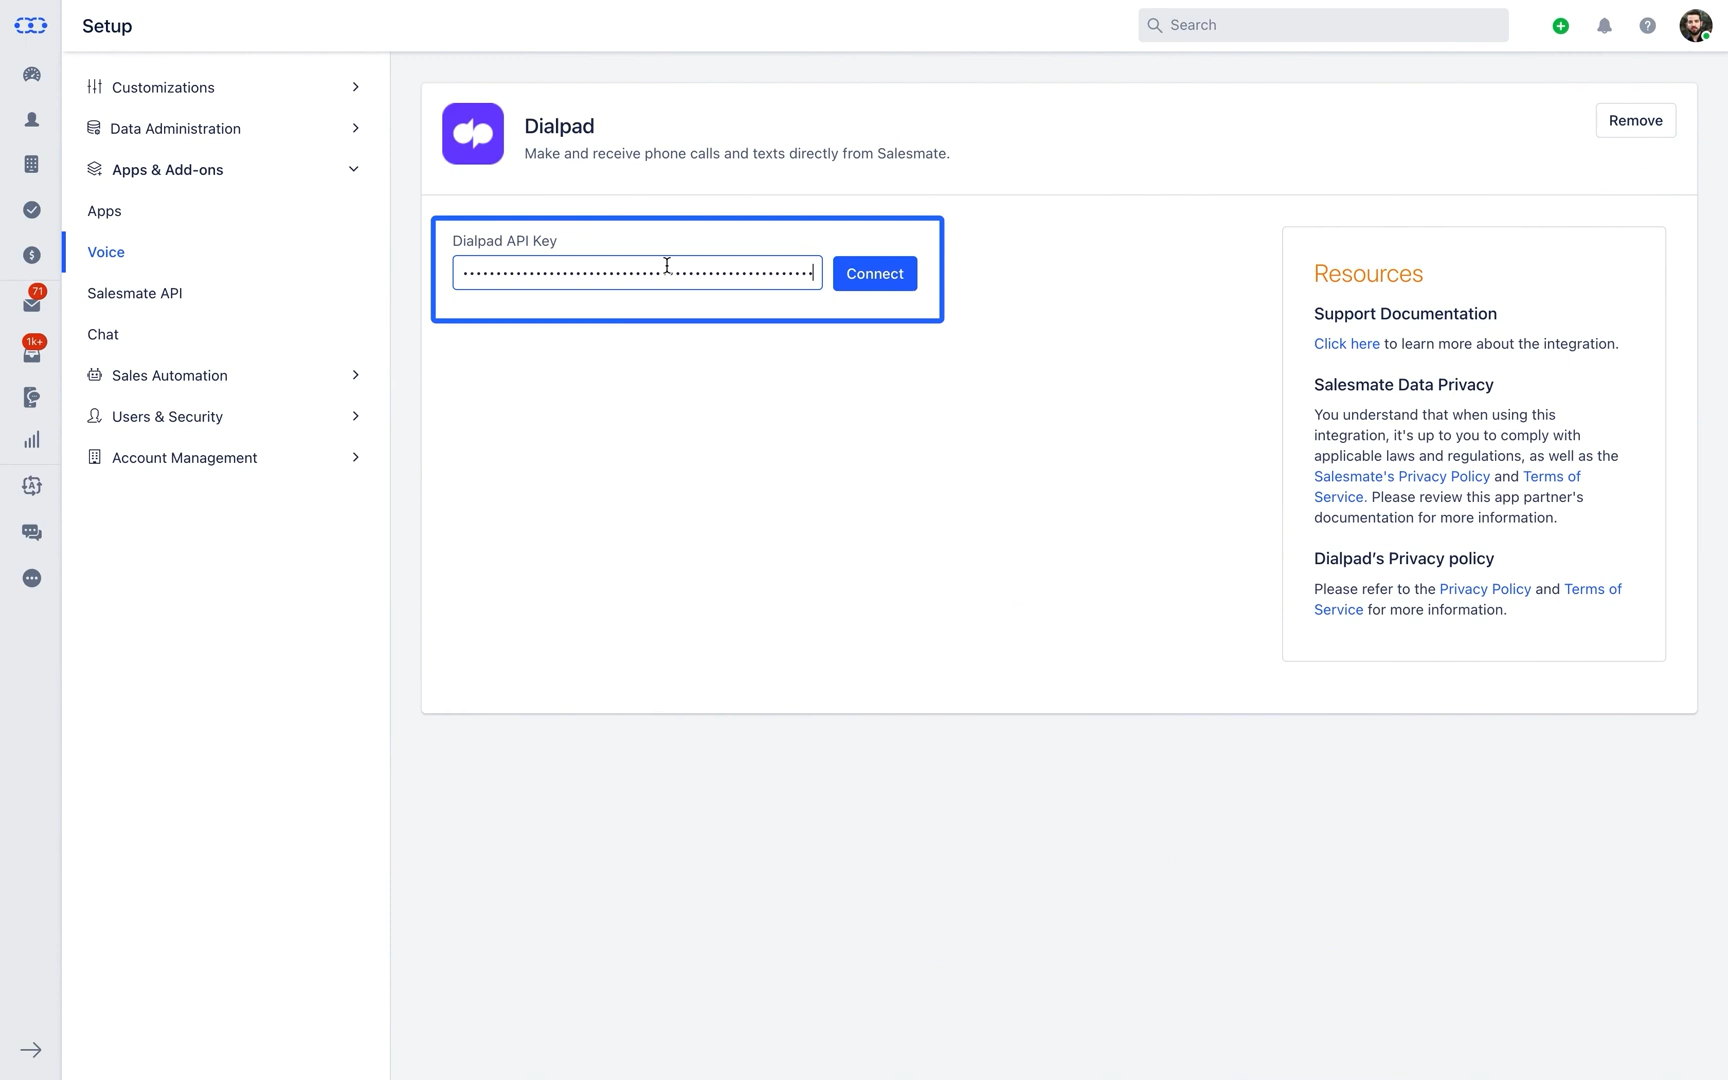 Setup
Search
Customizations
Data Administration
Apps & Add-ons
Apps
Voice
Salesmate API
Chat
Sales Automation
Users & Security
Account Management
71
1k+
Dialpad
Make and receive phone calls and texts directly from Salesmate.
Remove
Dialpad API Key
Connect
Resources
Support Documentation
Click here to learn more about the integration.
Salesmate Data Privacy
You understand that when using this
integration, it's up to you to comply with
applicable laws and regulations, as well as the
Salesmate's Privacy Policy and Terms of
Service. Please review this app partner's
documentation for more information.
Dialpad’s Privacy policy
Please refer to the Privacy Policy and Terms of
Service for more information.